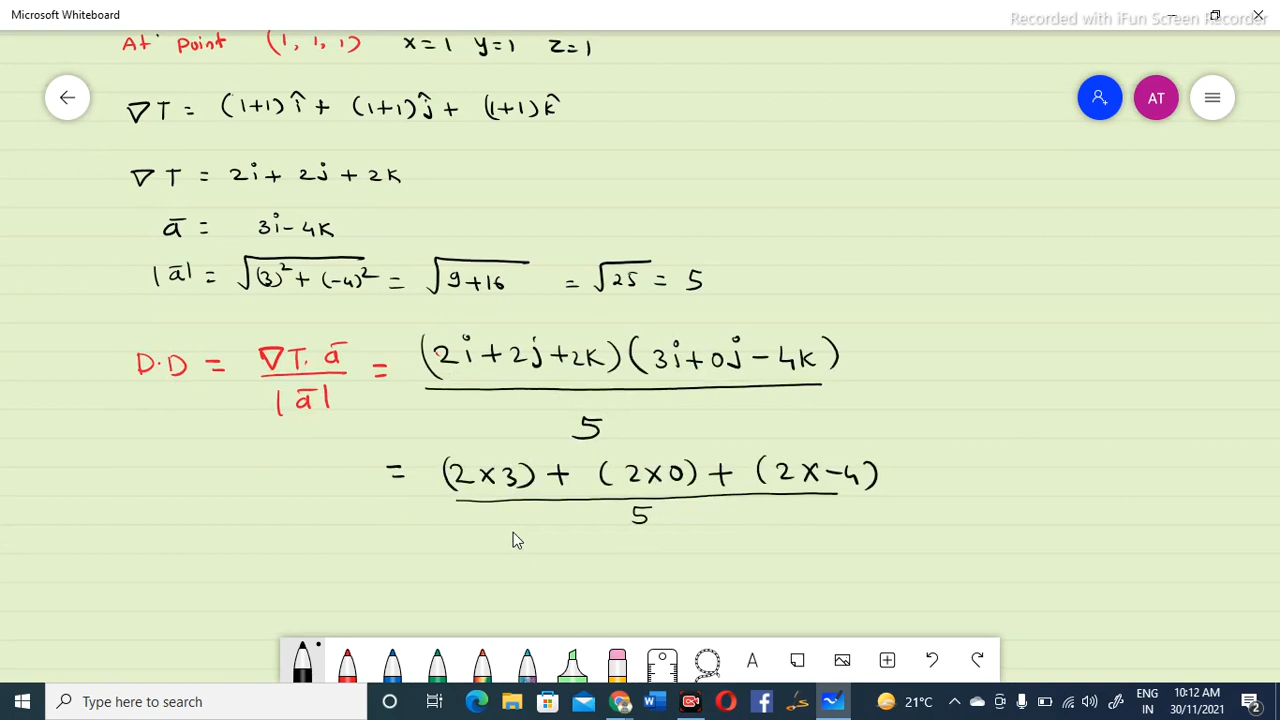 Microsoft Whiteboard
Recorded with iFun Screen Recorder
At Point (1, 1, 1) x=1 y=1 z=1
AT
∇T = (1+1)î + (1+1)ĵ + (1+1)k̂
∇T = 2i + 2j + 2k
ā = 3i - 4k
|ā| = √(3)² + (-4)² = √9+16 = √25 = 5
D.D = ∇T. ā / |ā| = (2i+2j+2k)(3i+0j-4k) / 5
= (2×3) + (2×0) + (2×-4) / 5
A
Type here to search
21°C
ENG
IN
10:12 AM
30/11/2021
2